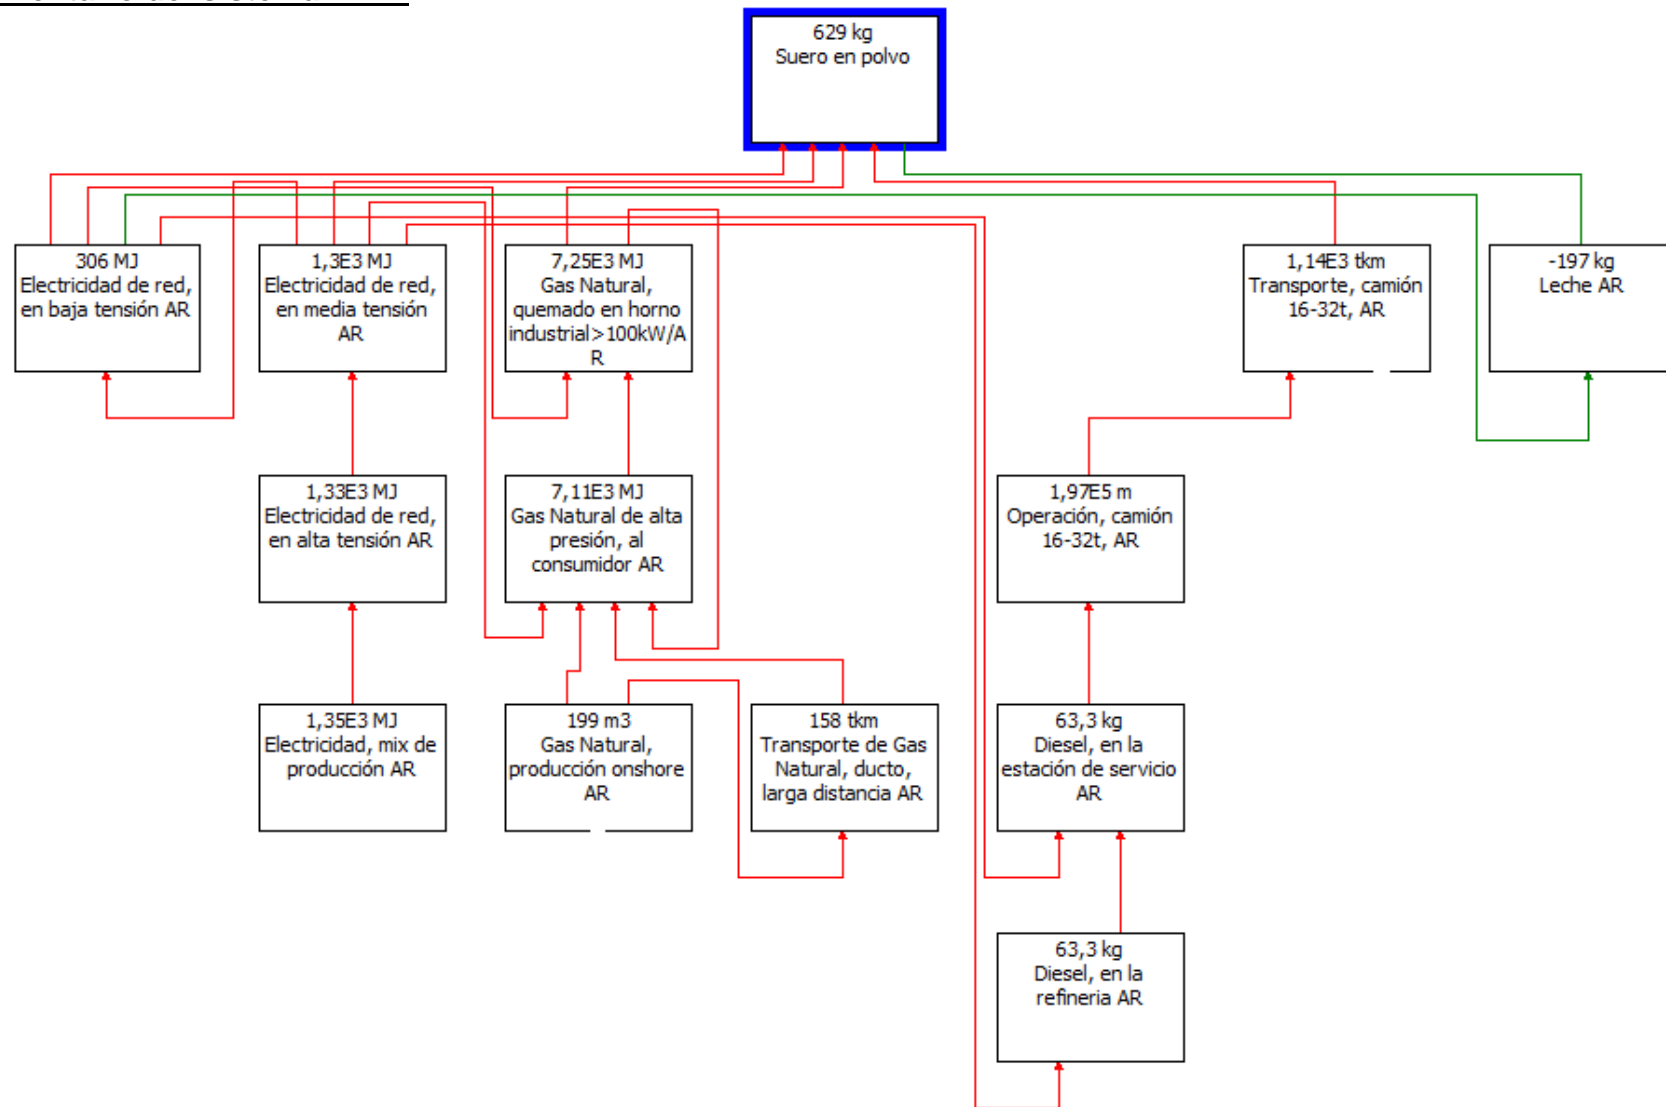 629 kg
Suero en polvo
306 MJ
Electricidad de red,
en baja tensión AR
1,3E3 MJ
Electricidad de red,
en media tensión
AR
7,25E3 MJ
Gas Natural,
quemado en horno
industrial>100kW/A
R
1,14E3 tkm
Transporte, camión
16-32t, AR
-197 kg
Leche AR
1,33E3 MJ
Electricidad de red,
en alta tensión AR
7,11E3 MJ
Gas Natural de alta
presión, al
consumidor AR
1,97E5 m
Operación, camión
16-32t, AR
1,35E3 MJ
Electricidad, mix de
producción AR
199 m3
Gas Natural,
producción onshore
AR
158 tkm
Transporte de Gas
Natural, ducto,
larga distancia AR
63,3 kg
Diesel, en la
estación de servicio
AR
63,3 kg
Diesel, en la
refineria AR